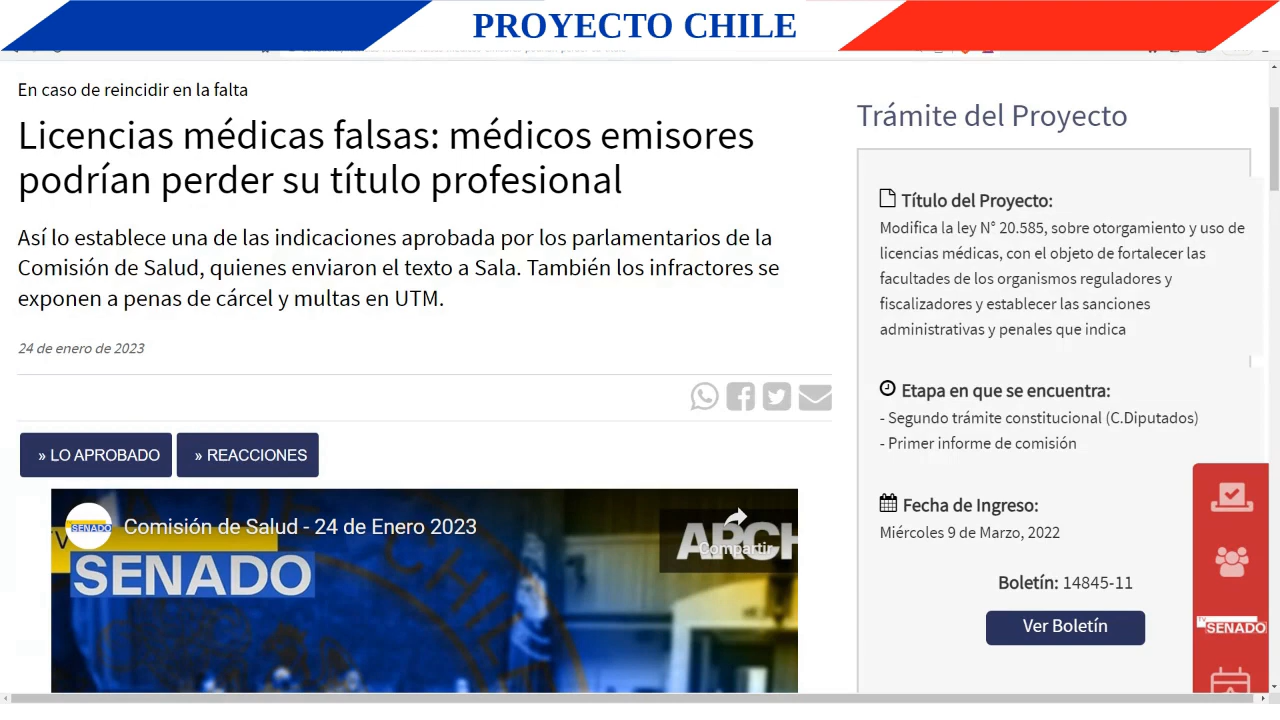 PROYECTO CHILE
En caso de reincidir en la falta
Licencias médicas falsas: médicos emisores
podrían perder su título profesional
Así lo establece una de las indicaciones aprobada por los parlamentarios de la
Comisión de Salud, quienes enviaron el texto a Sala. También los infractores se
exponen a penas de cárcel y multas en UTM.
24 de enero de 2023
» LO APROBADO
» REACCIONES
SENADO
Comisión de Salud - 24 de Enero 2023
Compartir
TV
SENADO
ARCH
Trámite del Proyecto
Título del Proyecto:
Modifica la ley N° 20.585, sobre otorgamiento y uso de
licencias médicas, con el objeto de fortalecer las
facultades de los organismos reguladores y
fiscalizadores y establecer las sanciones
administrativas y penales que indica
Etapa en que se encuentra:
- Segundo trámite constitucional (C.Diputados)
- Primer informe de comisión
Fecha de Ingreso:
Miércoles 9 de Marzo, 2022
Boletín: 14845-11
Ver Boletín
TV SENADO